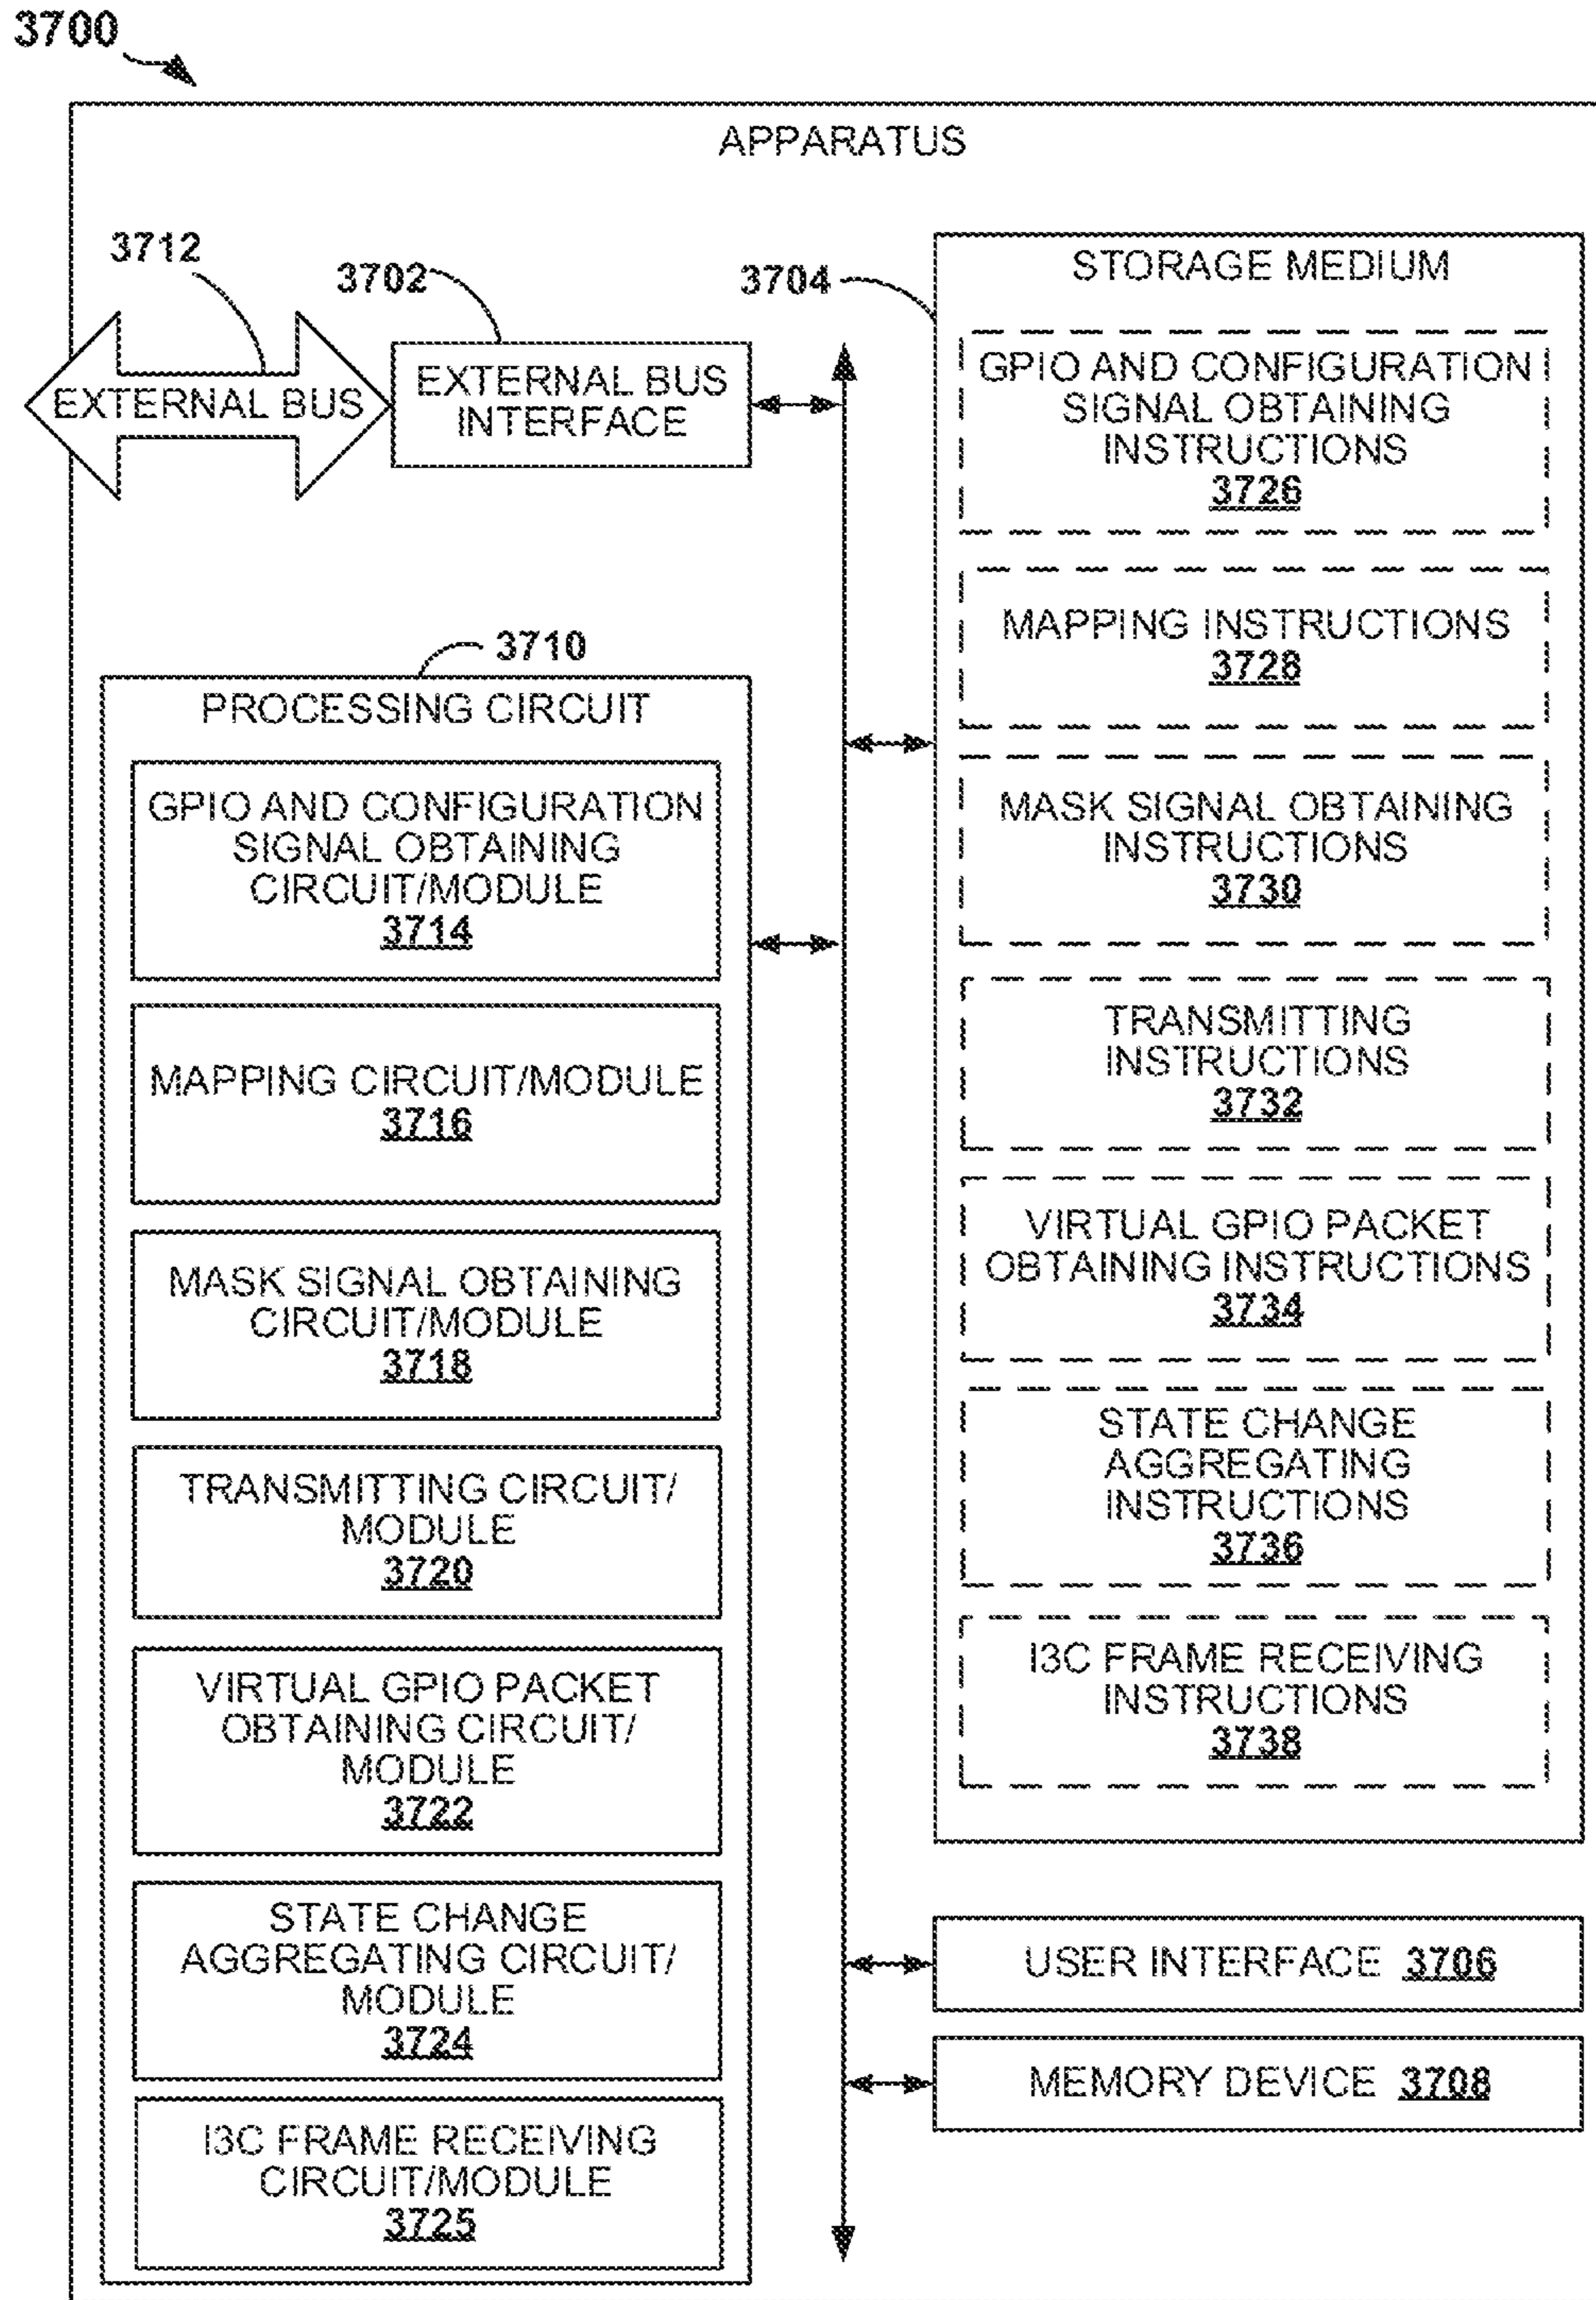 3700
APPARATUS
3712
3702
EXTERNAL BUS
EXTERNAL BUS
INTERFACE
3710
PROCESSING CIRCUIT
GPIO AND CONFIGURATION
SIGNAL OBTAINING
CIRCUIT/MODULE
3714
MAPPING CIRCUIT/MODULE
3716
MASK SIGNAL OBTAINING
CIRCUIT/MODULE
3718
TRANSMITTING CIRCUIT/
MODULE
3720
VIRTUAL GPIO PACKET
OBTAINING CIRCUIT/
MODULE
3722
STATE CHANGE
AGGREGATING CIRCUIT/
MODULE
3724
I3C FRAME RECEIVING
CIRCUIT/MODULE
3725
3704
STORAGE MEDIUM
GPIO AND CONFIGURATION
SIGNAL OBTAINING
INSTRUCTIONS
3726
MAPPING INSTRUCTIONS
3728
MASK SIGNAL OBTAINING
INSTRUCTIONS
3730
TRANSMITTING
INSTRUCTIONS
3732
VIRTUAL GPIO PACKET
OBTAINING INSTRUCTIONS
3734
STATE CHANGE
AGGREGATING
INSTRUCTIONS
3736
I3C FRAME RECEIVING
INSTRUCTIONS
3738
USER INTERFACE 3706
MEMORY DEVICE 3708